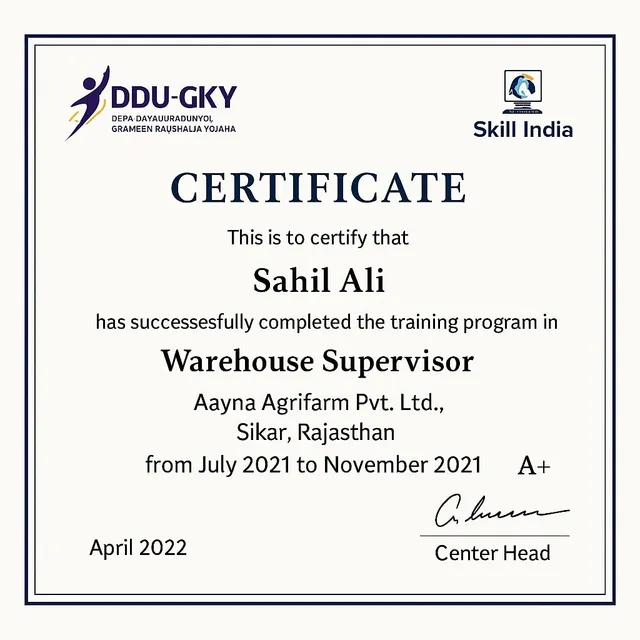 DDU-GKY
DEPA-DAYAUURADUNYOI,
GRAMEEN RAUSHALJA YOJAHA
Skill India
CERTIFICATE
This is to certify that
Sahil Ali
has successesfully completed the training program in
Warehouse Supervisor
Aayna Agrifarm Pvt. Ltd.,
Sikar, Rajasthan
from July 2021 to November 2021 A+
April 2022
Center Head